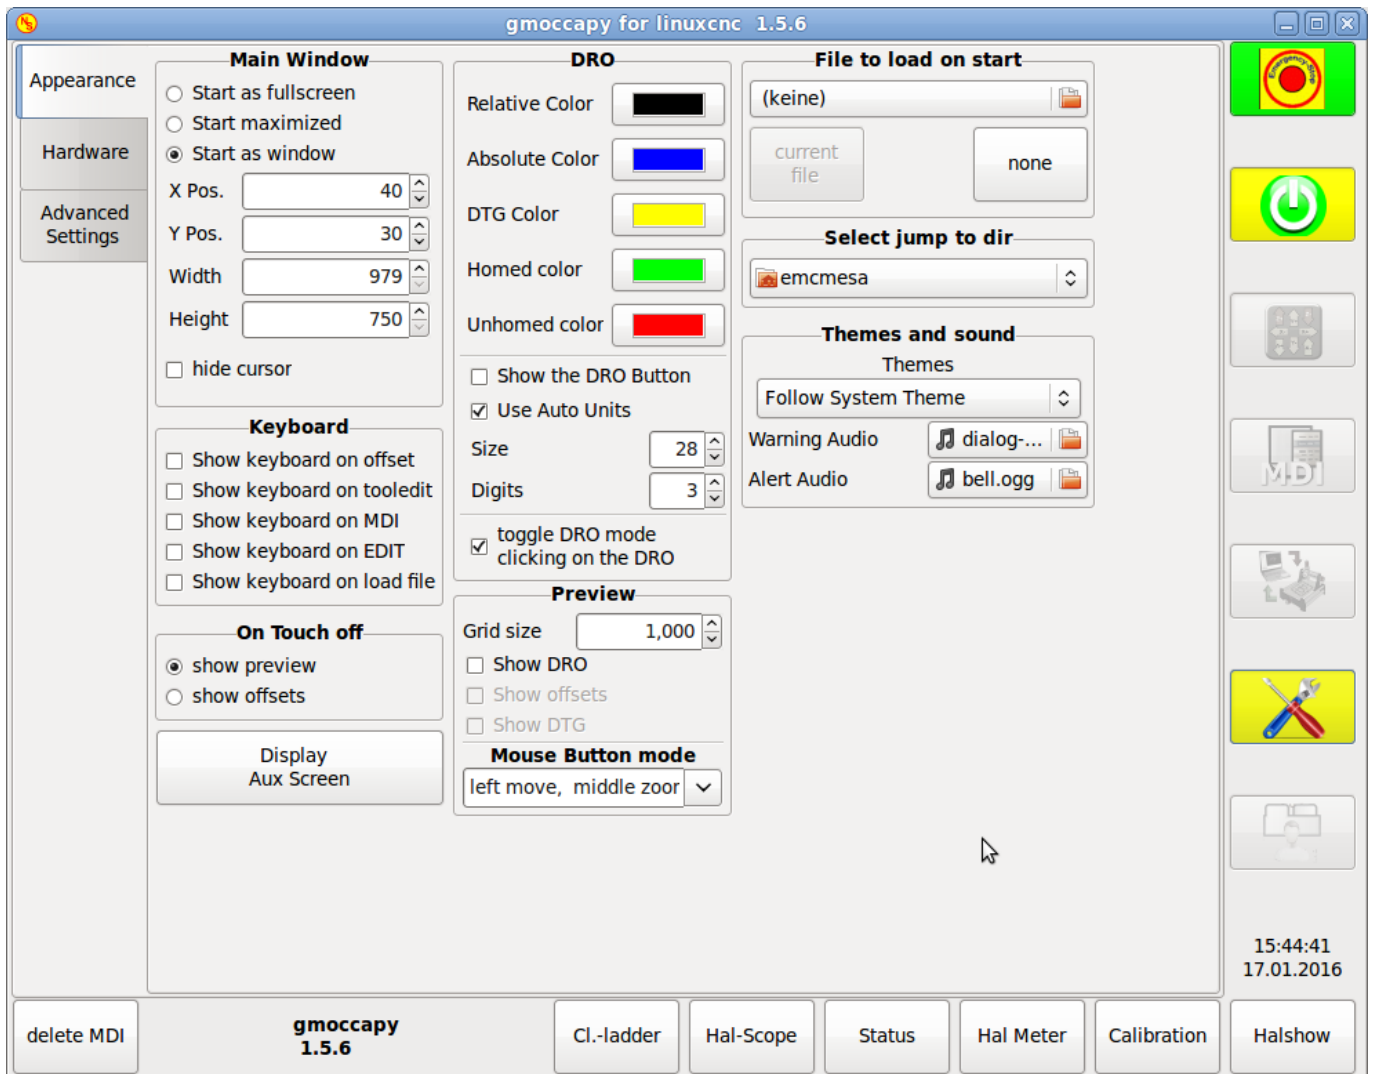 gmoccapy for linuxcnc 1.5.6
Appearance
Hardware
Advanced
Settings
Main Window
Start as fullscreen
Start maximized
Start as window
X Pos. 40
Y Pos. 30
Width 979
Height 750
hide cursor
Keyboard
Show keyboard on offset
Show keyboard on tooledit
Show keyboard on MDI
Show keyboard on EDIT
Show keyboard on load file
On Touch off
show preview
show offsets
Display
Aux Screen
DRO
Relative Color
Absolute Color
DTG Color
Homed color
Unhomed color
Show the DRO Button
Use Auto Units
Size 28
Digits 3
toggle DRO mode
clicking on the DRO
Preview
Grid size 1,000
Show DRO
Show offsets
Show DTG
Mouse Button mode
left move, middle zoor
File to load on start
(keine)
current
file
none
Select jump to dir
emcmesa
Themes and sound
Themes
Follow System Theme
Warning Audio dialog-...
Alert Audio bell.ogg
Emergency-Stop
MDI
15:44:41
17.01.2016
delete MDI
gmoccapy
1.5.6
Cl.-ladder
Hal-Scope
Status
Hal Meter
Calibration
Halshow